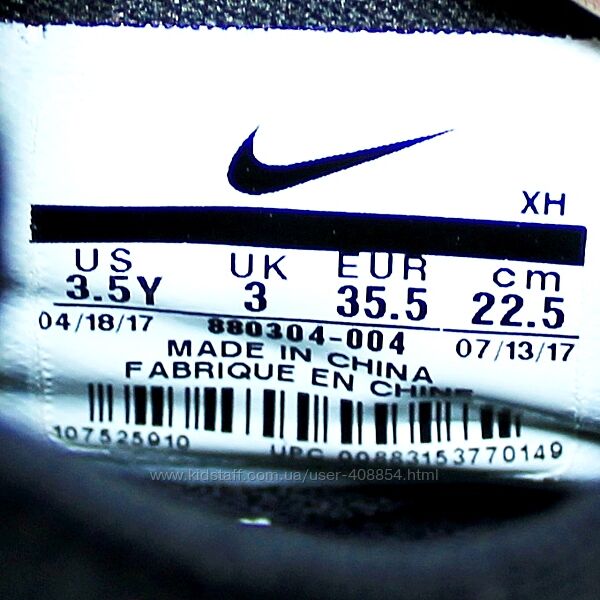 XH
US UK EUR cm
3.5Y 3 35.5 22.5
04/18/17 880304-004 07/13/17
MADE IN CHINA
FABRIQUE EN CHINE
107525910 UPC 00883153770149
www.kidstaff.com.ua/user-408854.html